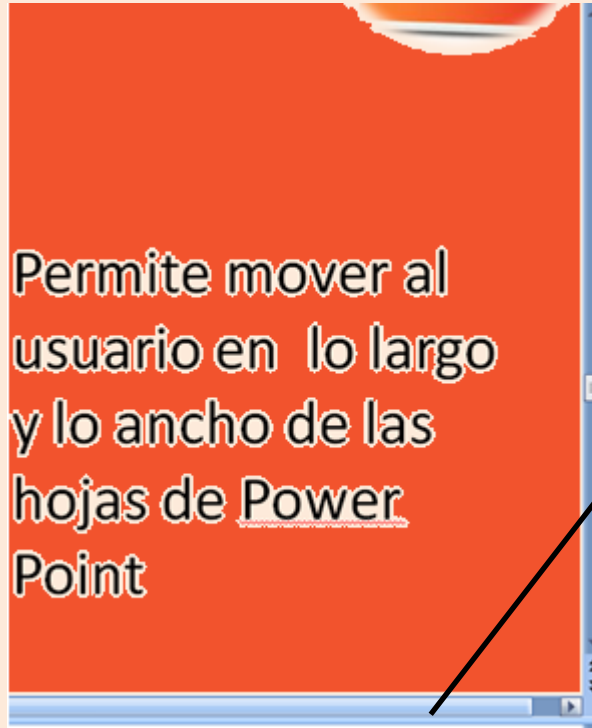 Permite mover al
usuario en  lo largo
y lo ancho de las
hojas de Power
Point